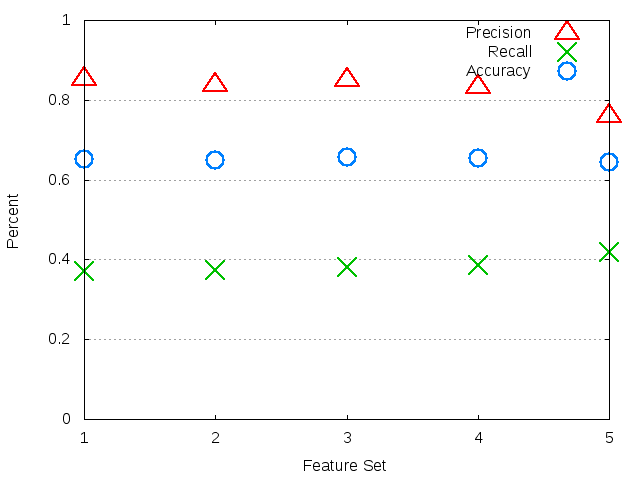 1
0.8
0.6
0.4
0.2
0
Percent
Precision
Recall
Accuracy
1 2 3 4 5
Feature Set